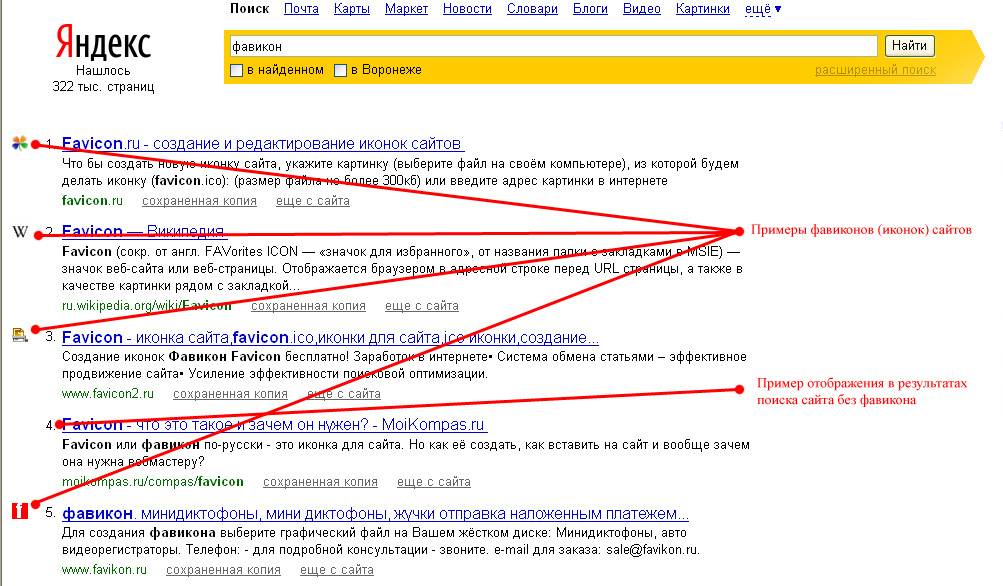 Поиск Почта Карты Маркет Новости Словари Блоги Видео Картинки ещё ▼
Яндекс
Нашлось
322 тыс. страниц
фавикон
Найти
в найденном в Воронеже
расширенный поиск
1. Favicon.ru - создание и редактирование иконок сайтов
Что бы создать новую иконку сайта, укажите картинку (выберите файл на своём компьютере), из которой будем
делать иконку (favicon.ico): (размер файла не более 300кб) или введите адрес картинки в интернете
favicon.ru сохраненная копия еще с сайта
W
2. Favicon — Википедия
Favicon (сокр. от англ. FAVorites ICON — «значок для избранного», от названия папки с закладками в MSIE) —
значок веб-сайта или веб-страницы. Отображается браузером в адресной строке перед URL страницы, а также в
качестве картинки рядом с закладкой...
ru.wikipedia.org/wiki/Favicon сохраненная копия еще с сайта
Примеры фавиконов (иконок) сайтов
3. Favicon - иконка сайта,favicon.ico,иконки для сайта,ico иконки,создание...
Создание иконок Фавикон Favicon бесплатно! Заработок в интернете• Система обмена статьями – эффективное
продвижение сайта• Усиление эффективности поисковой оптимизации.
www.favicon2.ru сохраненная копия еще с сайта
Пример отображения в результатах
поиска сайта без фавикона
4. Favicon - что это такое и зачем он нужен? - MoiKompas.ru
Favicon или фавикон по-русски - это иконка для сайта. Но как её создать, как вставить на сайт и вообще зачем
она нужна вебмастеру?
moikompas.ru/compas/favicon сохраненная копия еще с сайта
f
5. фавикон. минидиктофоны, мини диктофоны, жучки отправка наложенным платежем...
Для создания фавикона выберите графический файл на Вашем жёстком диске: Минидиктофоны, авто
видеорегистраторы. Телефон: - для подробной консультации - звоните. e-mail для заказа: sale@favikon.ru.
www.favikon.ru сохраненная копия еще с сайта